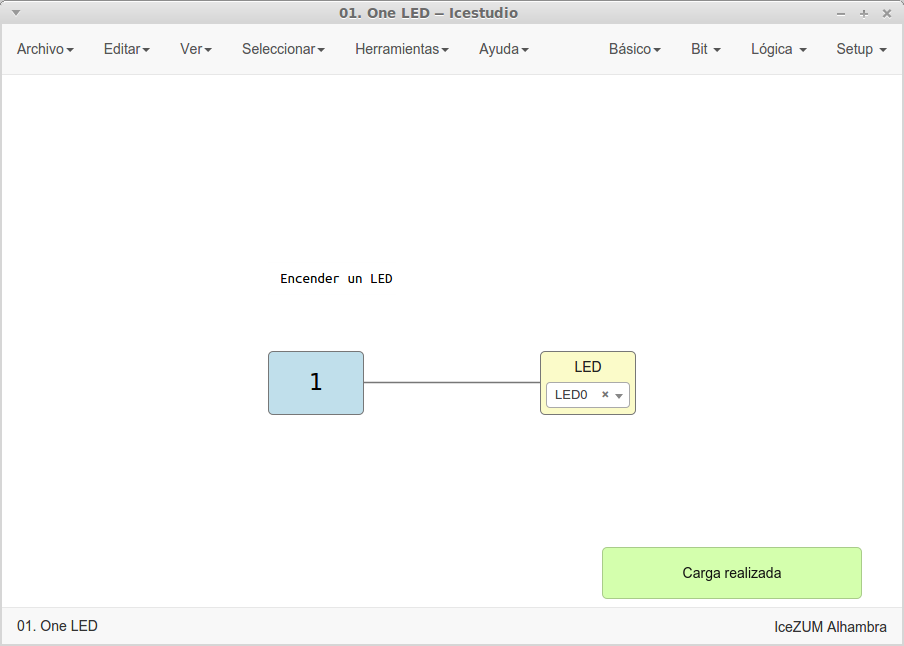 01. One LED – Icestudio
Archivo Editar Ver Seleccionar Herramientas Ayuda Básico Bit Lógica Setup
Encender un LED
1
LED
LED0
Carga realizada
01. One LED
IceZUM Alhambra